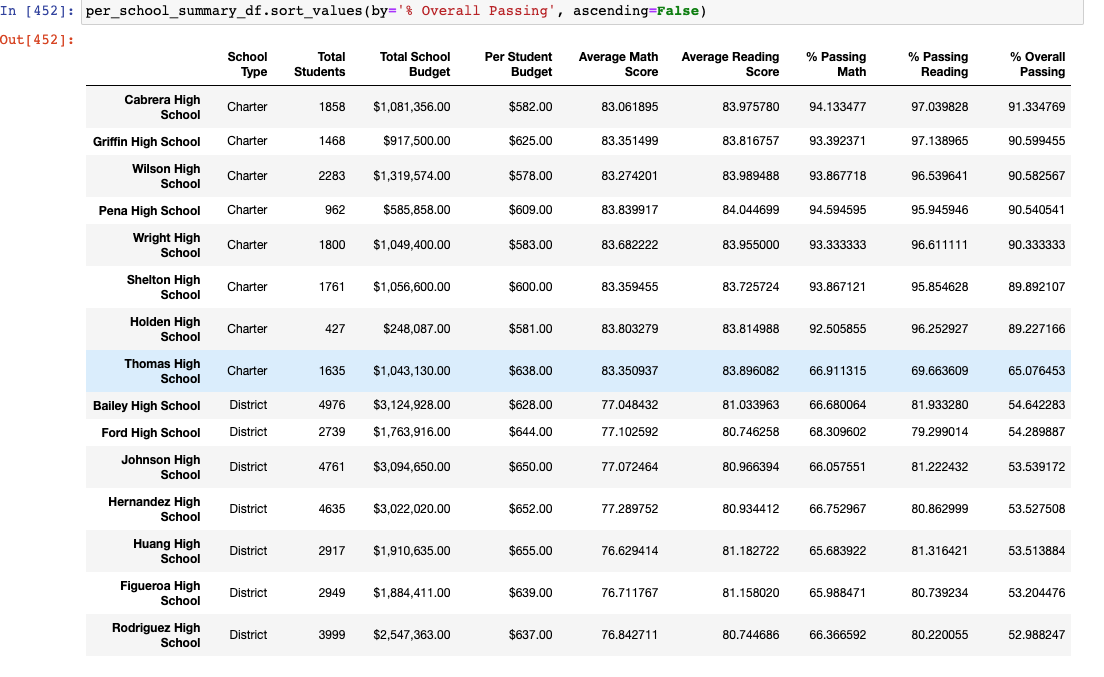 In [452]: per_school_summary_df.sort_values(by='% Overall Passing', ascending=False)
Out[452]:
School Type Total Students Total School Budget Per Student Budget Average Math Score Average Reading Score % Passing Math % Passing Reading % Overall Passing
Cabrera High School Charter 1858 $1,081,356.00 $582.00 83.061895 83.975780 94.133477 97.039828 91.334769
Griffin High School Charter 1468 $917,500.00 $625.00 83.351499 83.816757 93.392371 97.138965 90.599455
Wilson High School Charter 2283 $1,319,574.00 $578.00 83.274201 83.989488 93.867718 96.539641 90.582567
Pena High School Charter 962 $585,858.00 $609.00 83.839917 84.044699 94.594595 95.945946 90.540541
Wright High School Charter 1800 $1,049,400.00 $583.00 83.682222 83.955000 93.333333 96.611111 90.333333
Shelton High School Charter 1761 $1,056,600.00 $600.00 83.359455 83.725724 93.867121 95.854628 89.892107
Holden High School Charter 427 $248,087.00 $581.00 83.803279 83.814988 92.505855 96.252927 89.227166
Thomas High School Charter 1635 $1,043,130.00 $638.00 83.350937 83.896082 66.911315 69.663609 65.076453
Bailey High School District 4976 $3,124,928.00 $628.00 77.048432 81.033963 66.680064 81.933280 54.642283
Ford High School District 2739 $1,763,916.00 $644.00 77.102592 80.746258 68.309602 79.299014 54.289887
Johnson High School District 4761 $3,094,650.00 $650.00 77.072464 80.966394 66.057551 81.222432 53.539172
Hernandez High School District 4635 $3,022,020.00 $652.00 77.289752 80.934412 66.752967 80.862999 53.527508
Huang High School District 2917 $1,910,635.00 $655.00 76.629414 81.182722 65.683922 81.316421 53.513884
Figueroa High School District 2949 $1,884,411.00 $639.00 76.711767 81.158020 65.988471 80.739234 53.204476
Rodriguez High School District 3999 $2,547,363.00 $637.00 76.842711 80.744686 66.366592 80.220055 52.988247